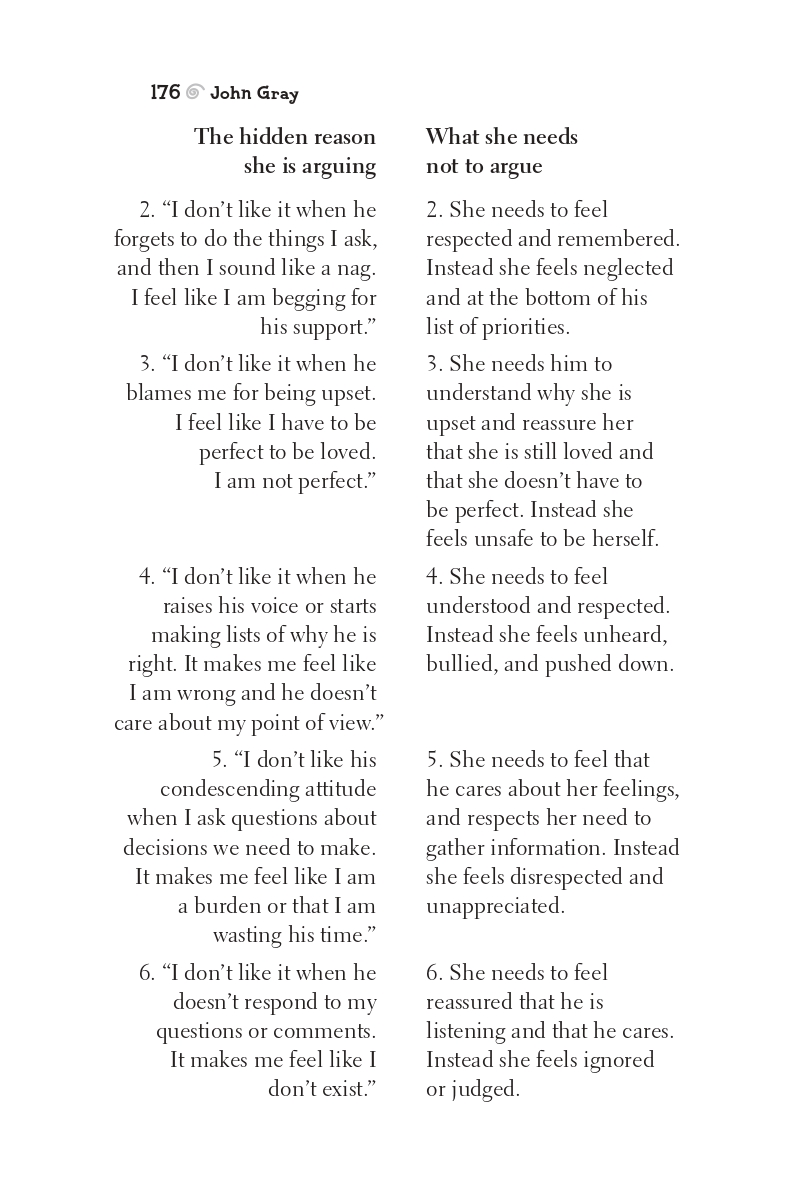 176 John Gray
The hidden reason
she is arguing
What she needs
not to argue
2. “I don’t like it when he
forgets to do the things I ask,
and then I sound like a nag.
I feel like I am begging for
his support.”
2. She needs to feel
respected and remembered.
Instead she feels neglected
and at the bottom of his
list of priorities.
3. “I don’t like it when he
blames me for being upset.
I feel like I have to be
perfect to be loved.
I am not perfect.”
3. She needs him to
understand why she is
upset and reassure her
that she is still loved and
that she doesn’t have to
be perfect. Instead she
feels unsafe to be herself.
4. “I don’t like it when he
raises his voice or starts
making lists of why he is
right. It makes me feel like
I am wrong and he doesn’t
care about my point of view.”
4. She needs to feel
understood and respected.
Instead she feels unheard,
bullied, and pushed down.
5. “I don’t like his
condescending attitude
when I ask questions about
decisions we need to make.
It makes me feel like I am
a burden or that I am
wasting his time.”
5. She needs to feel that
he cares about her feelings,
and respects her need to
gather information. Instead
she feels disrespected and
unappreciated.
6. “I don’t like it when he
doesn’t respond to my
questions or comments.
It makes me feel like I
don’t exist.”
6. She needs to feel
reassured that he is
listening and that he cares.
Instead she feels ignored
or judged.